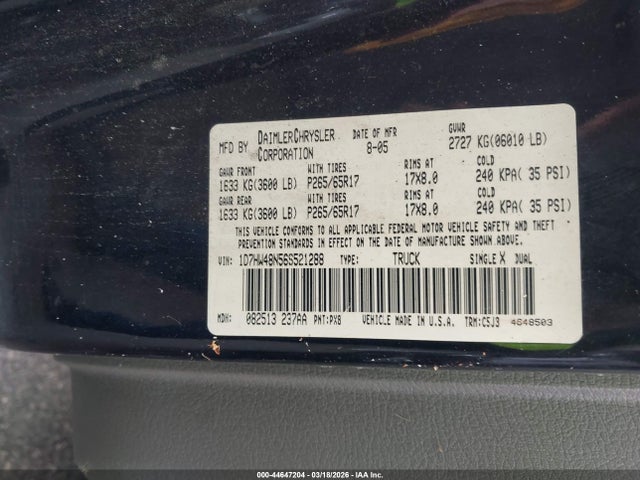 MFD BY DAIMLERCHRYSLER CORPORATION DATE OF MFR 8-05 GVWR 2727 KG(06010 LB)
GAWR FRONT WITH TIRES RIMS AT COLD
1633 KG(3600 LB) P265/65R17 17X8.0 240 KPA( 35 PSI)
GAWR REAR WITH TIRES RIMS AT COLD
1633 KG(3600 LB) P265/65R17 17X8.0 240 KPA( 35 PSI)
THIS VEHICLE CONFORMS TO ALL APPLICABLE FEDERAL MOTOR VEHICLE SAFETY AND THEFT
PREVENTION STANDARDS IN EFFECT ON THE DATE OF MANUFACTURE SHOWN ABOVE.
VIN: 1D7HW48N56S521288 TYPE: TRUCK SINGLE X DUAL
MDH: 082513 237AA PNT:PX8 VEHICLE MADE IN U.S.A. TRM:C5J3 4648503
000-44647204 | 03/18/2026 | IAA Inc.